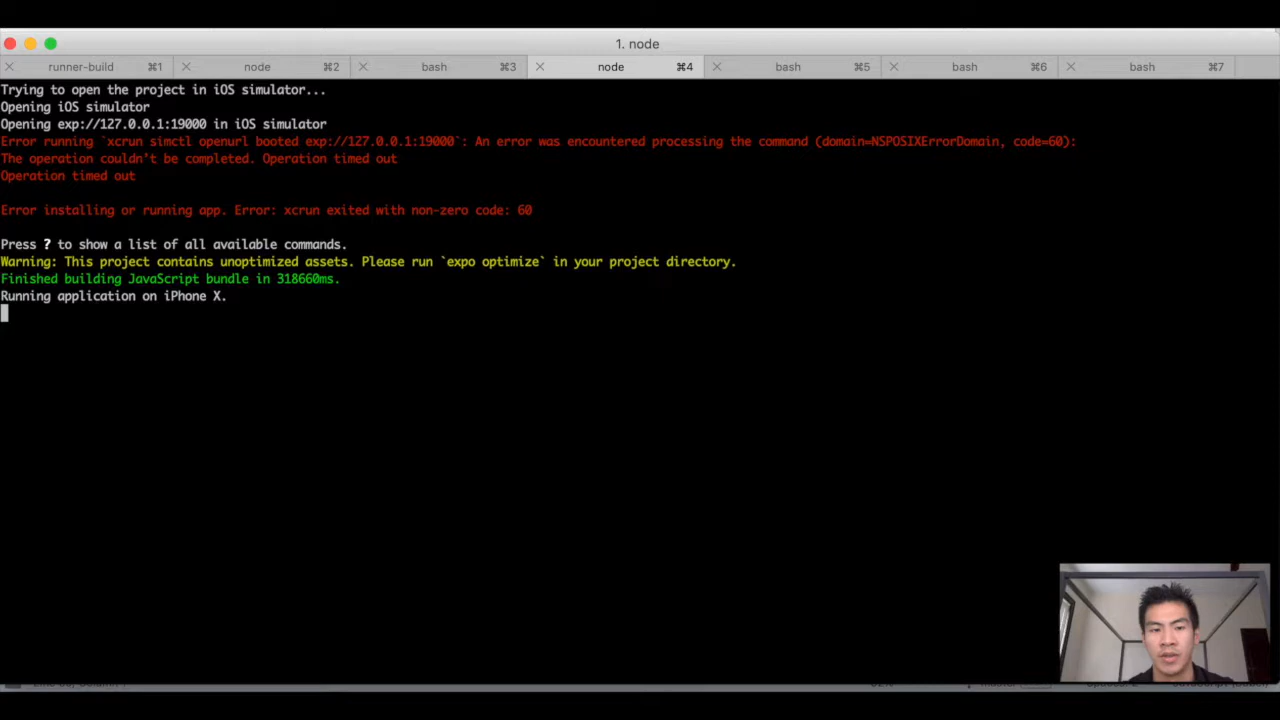 1. node
runner-build ⌘1 node ⌘2 bash ⌘3 node ⌘4 bash ⌘5 bash ⌘6 bash ⌘7
Trying to open the project in iOS simulator...
Opening iOS simulator
Opening exp://127.0.0.1:19000 in iOS simulator
Error running `xcrun simctl openurl booted exp://127.0.0.1:19000`: An error was encountered processing the command (domain=NSPOSIXErrorDomain, code=60):
The operation couldn’t be completed. Operation timed out
Operation timed out
Error installing or running app. Error: xcrun exited with non-zero code: 60
Press ? to show a list of all available commands.
Warning: This project contains unoptimized assets. Please run `expo optimize` in your project directory.
Finished building JavaScript bundle in 318660ms.
Running application on iPhone X.